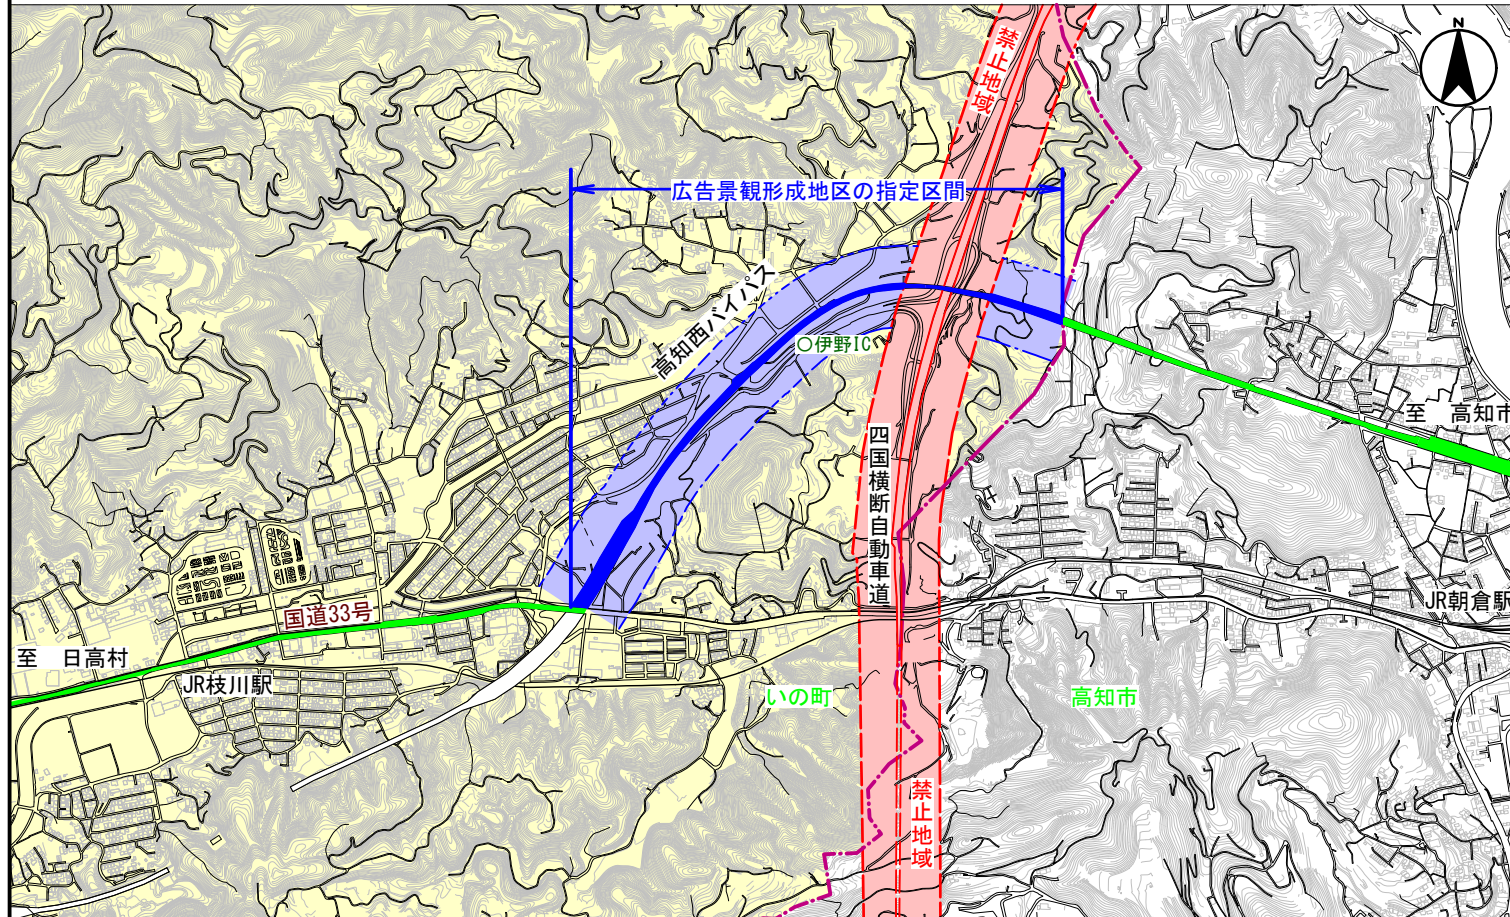 N
禁止地域
広告景観形成地区の指定区間
高知西バイパス
伊野IC
至 高知市
四国横断自動車道
JR朝倉駅
国道33号
至 日高村
JR枝川駅
いの町
高知市
禁止地域